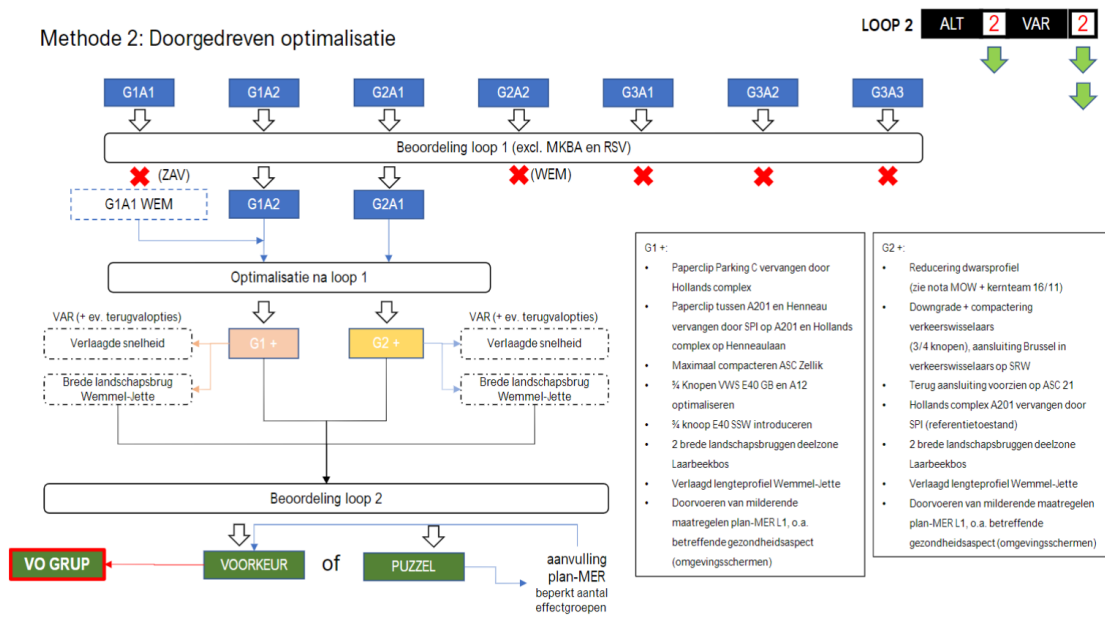 LOOP 2 ALT 2 VAR 2
Methode 2: Doorgedreven optimalisatie
G1A1 G1A2 G2A1 G2A2 G3A1 G3A2 G3A3
Beoordeling loop 1 (excl. MKBA en RSV)
(ZAV) (WEM)
G1A1 WEM G1A2 G2A1
Optimalisatie na loop 1
VAR (+ ev. terugvalopties) VAR (+ ev. terugvalopties)
Verlaagde snelheid G1 + G2 + Verlaagde snelheid
Brede landschapsbrug
Wemmel-Jette
Brede landschapsbrug
Wemmel-Jette
Beoordeling loop 2
VO GRUP VOORKEUR of PUZZEL
aanvulling
plan-MER
beperkt aantal
effectgroepen
G1 +:
• Paperclip Parking C vervangen door
Hollands complex
• Paperclip tussen A201 en Henneau
vervangen door SPI op A201 en Hollands
complex op Henneaulaan
• Maximaal compacteren ASC Zellik
• ¾ Knopen VWS E40 GB en A12
optimaliseren
• ¾ knoop E40 SSW introduceren
• 2 brede landschapsbruggen deelzone
Laarbeekbos
• Verlaagd lengteprofiel Wemmel-Jette
• Doorvoeren van milderende
maatregelen plan-MER L1, o.a.
betreffende gezondheidsaspect
(omgevingsschermen)
G2 +:
• Reducering dwarsprofiel
(zie nota MOW + kernteam 16/11)
• Downgrade + compactering
verkeerswisselaars
(3/4 knopen), aansluiting Brussel in
verkeerswisselaars op SRW
• Terug aansluiting voorzien op ASC 21
• Hollands complex A201 vervangen door
SPI (referentietoestand)
• 2 brede landschapsbruggen deelzone
Laarbeekbos
• Verlaagd lengteprofiel Wemmel-Jette
• Doorvoeren van milderende maatregelen
plan-MER L1, o.a. betreffende
gezondheidsaspect (omgevingsschermen)